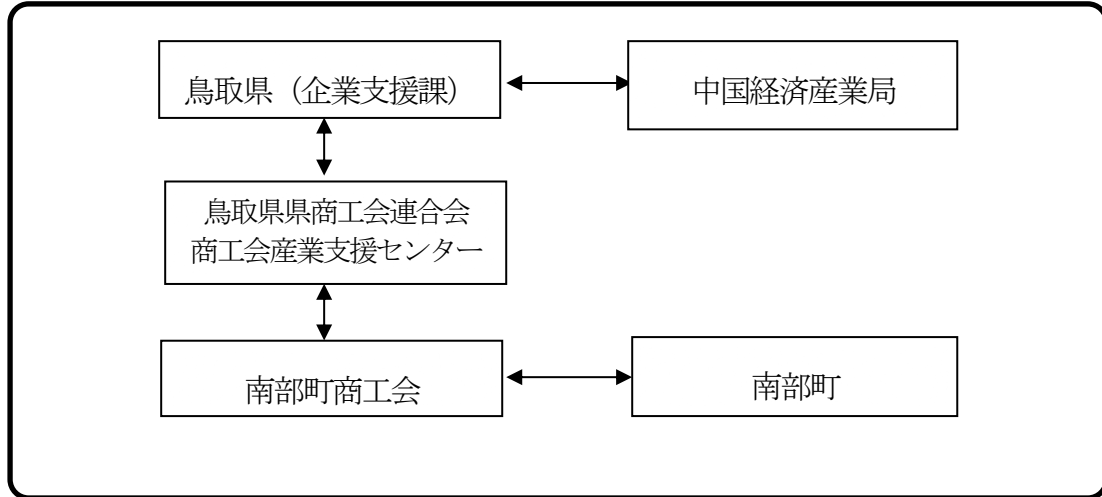 鳥取県（企業支援課）
中国経済産業局
鳥取県県商工会連合会
商工会産業支援センター
南部町商工会
南部町